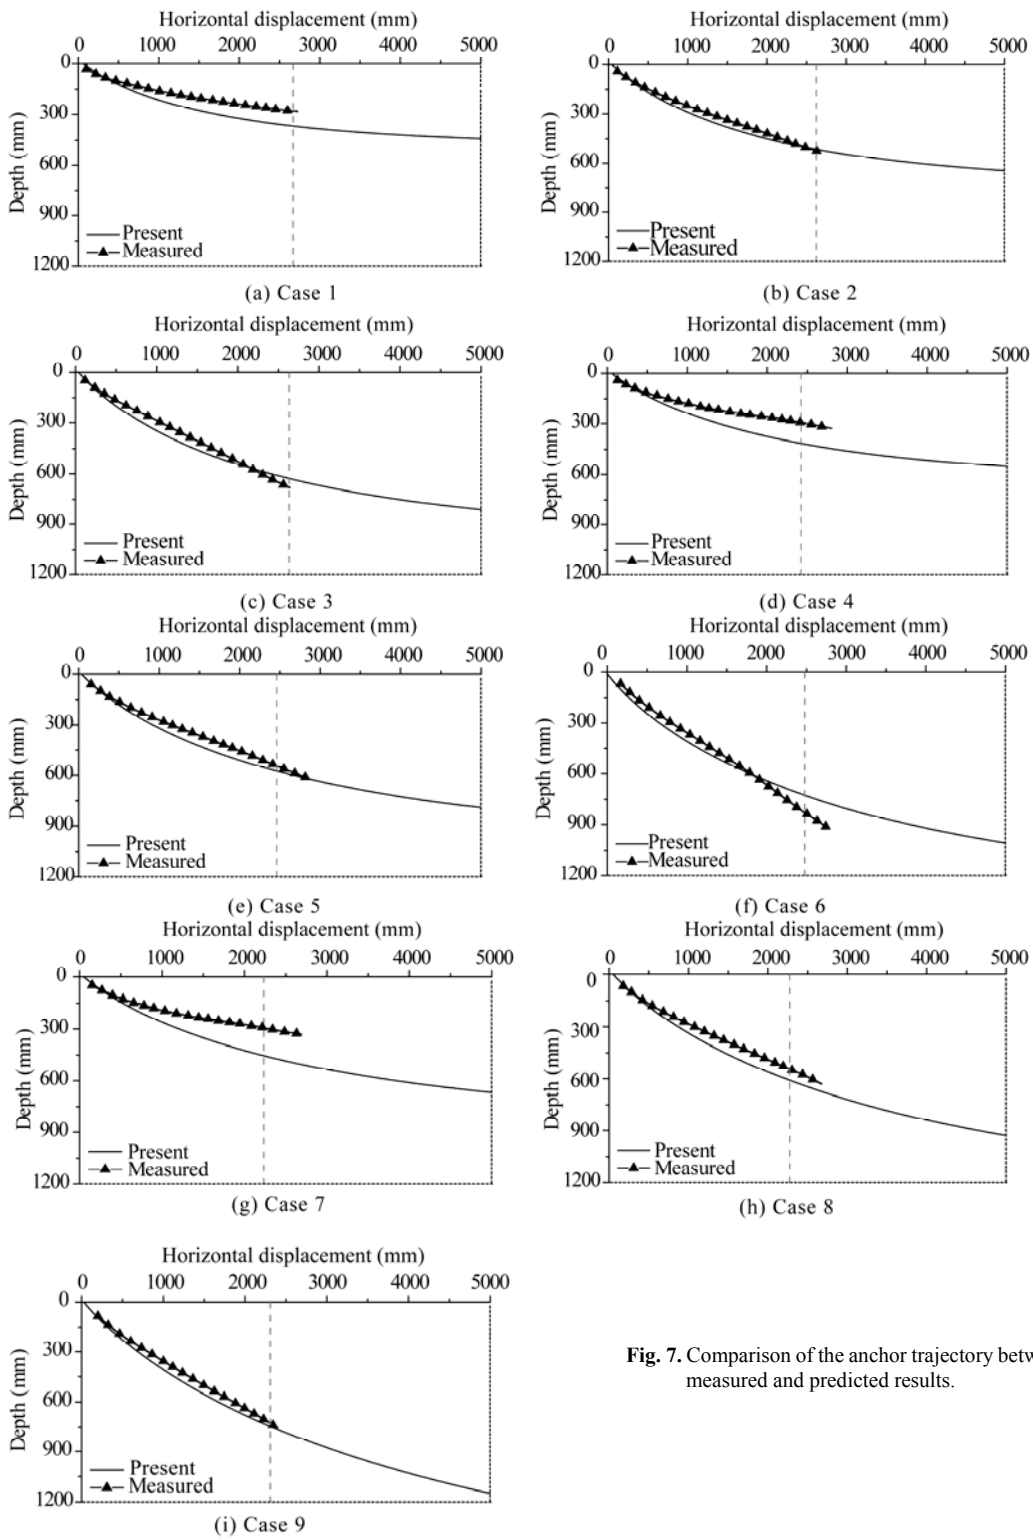 Horizontal displacement (mm)
0 1000 2000 3000 4000 5000
0
300
600
900
1200
Depth (mm)
Present
Measured
(a) Case 1
Horizontal displacement (mm)
0 1000 2000 3000 4000 5000
0
300
600
900
1200
Depth (mm)
Present
Measured
(b) Case 2
Horizontal displacement (mm)
0 1000 2000 3000 4000 5000
0
300
600
900
1200
Depth (mm)
Present
Measured
(c) Case 3
Horizontal displacement (mm)
0 1000 2000 3000 4000 5000
0
300
600
900
1200
Depth (mm)
Present
Measured
(d) Case 4
Horizontal displacement (mm)
0 1000 2000 3000 4000 5000
0
300
600
900
1200
Depth (mm)
Present
Measured
(e) Case 5
Horizontal displacement (mm)
0 1000 2000 3000 4000 5000
0
300
600
900
1200
Depth (mm)
Present
Measured
(f) Case 6
Horizontal displacement (mm)
0 1000 2000 3000 4000 5000
0
300
600
900
1200
Depth (mm)
Present
Measured
(g) Case 7
Horizontal displacement (mm)
0 1000 2000 3000 4000 5000
0
300
600
900
1200
Depth (mm)
Present
Measured
(h) Case 8
Horizontal displacement (mm)
0 1000 2000 3000 4000 5000
0
300
600
900
1200
Depth (mm)
Present
Measured
(i) Case 9
Fig. 7. Comparison of the anchor trajectory
measured and predicted results.